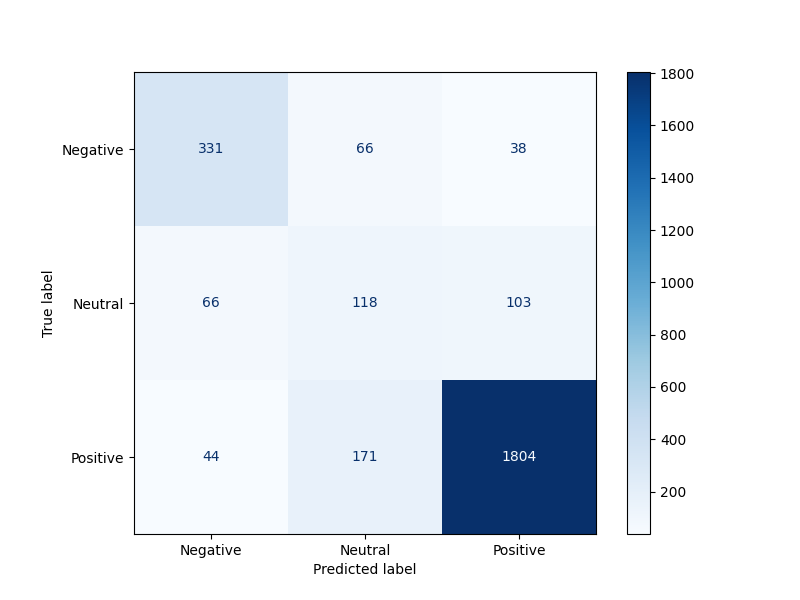 Negative 331 66 38
Neutral 66 118 103
Positive 44 171 1804
Negative Neutral Positive
Predicted label
True label
1800
1600
1400
1200
1000
800
600
400
200